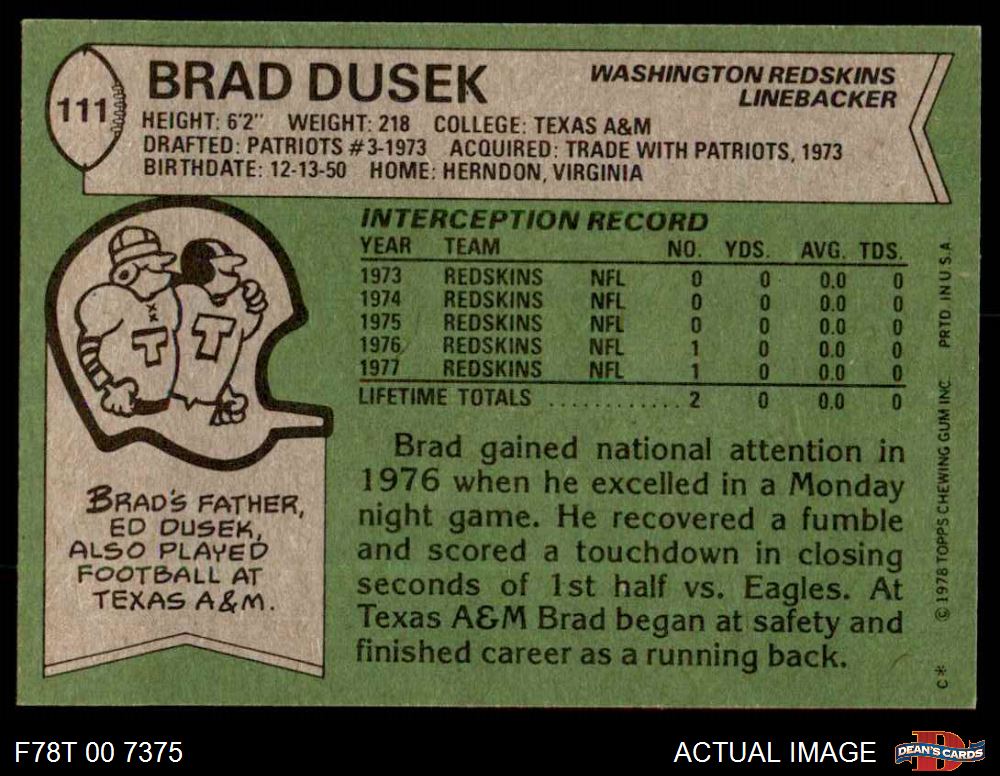 111
BRAD DUSEK
WASHINGTON REDSKINS
LINEBACKER
HEIGHT: 6'2" WEIGHT: 218 COLLEGE: TEXAS A&M
DRAFTED: PATRIOTS #3-1973 ACQUIRED: TRADE WITH PATRIOTS, 1973
BIRTHDATE: 12-13-50 HOME: HERNDON, VIRGINIA
T
T
BRAD'S FATHER,
ED DUSEK,
ALSO PLAYED
FOOTBALL AT
TEXAS A&M.
INTERCEPTION RECORD
YEAR TEAM NO. YDS. AVG. TDS.
1973 REDSKINS NFL 0 0 0.0 0
1974 REDSKINS NFL 0 0 0.0 0
1975 REDSKINS NFL 0 0 0.0 0
1976 REDSKINS NFL 1 0 0.0 0
1977 REDSKINS NFL 1 0 0.0 0
LIFETIME TOTALS ............ 2 0 0.0 0
Brad gained national attention in
1976 when he excelled in a Monday
night game. He recovered a fumble
and scored a touchdown in closing
seconds of 1st half vs. Eagles. At
Texas A&M Brad began at safety and
finished career as a running back.
C* © 1978 TOPPS CHEWING GUM INC. PRTD. IN U.S.A.
F78T 00 7375
ACTUAL IMAGE
D
DEAN'S CARDS